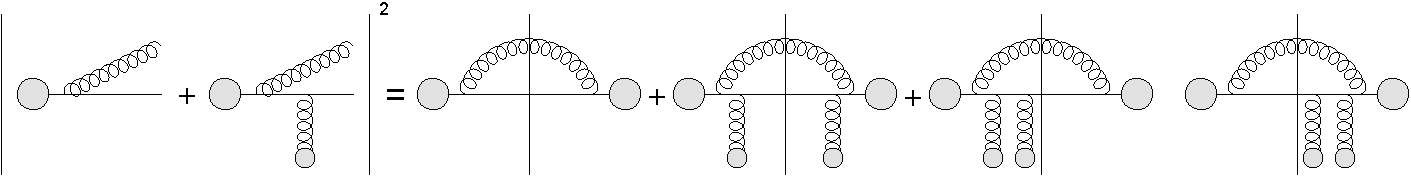 2
+ = + +